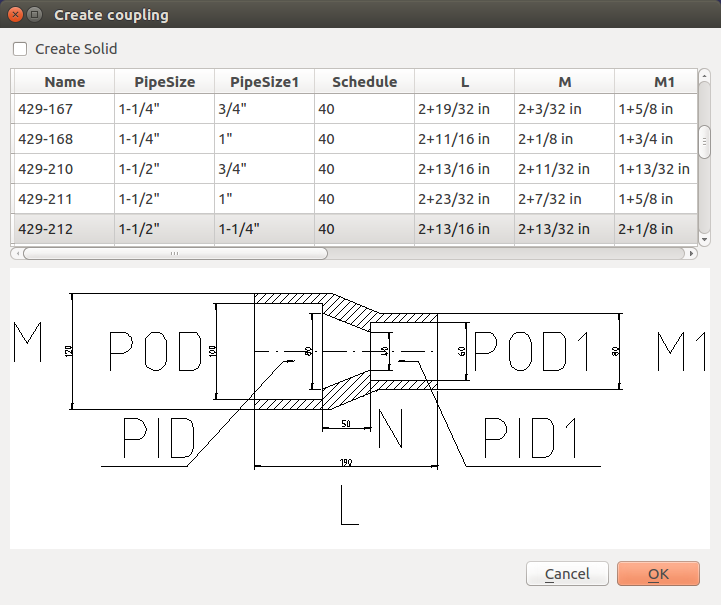 Create coupling
Create Solid
Name PipeSize PipeSize1 Schedule L M M1
429-167 1-1/4" 3/4" 40 2+19/32 in 2+3/32 in 1+5/8 in
429-168 1-1/4" 1" 40 2+11/16 in 2+1/8 in 1+3/4 in
429-210 1-1/2" 3/4" 40 2+13/16 in 2+11/32 in 1+13/32 in
429-211 1-1/2" 1" 40 2+23/32 in 2+7/32 in 1+5/8 in
429-212 1-1/2" 1-1/4" 40 2+13/16 in 2+13/32 in 2+1/8 in
M 120 POD 100 80 40 60 POD1 80 M1
PID 50 N PID1
190
L
Cancel OK